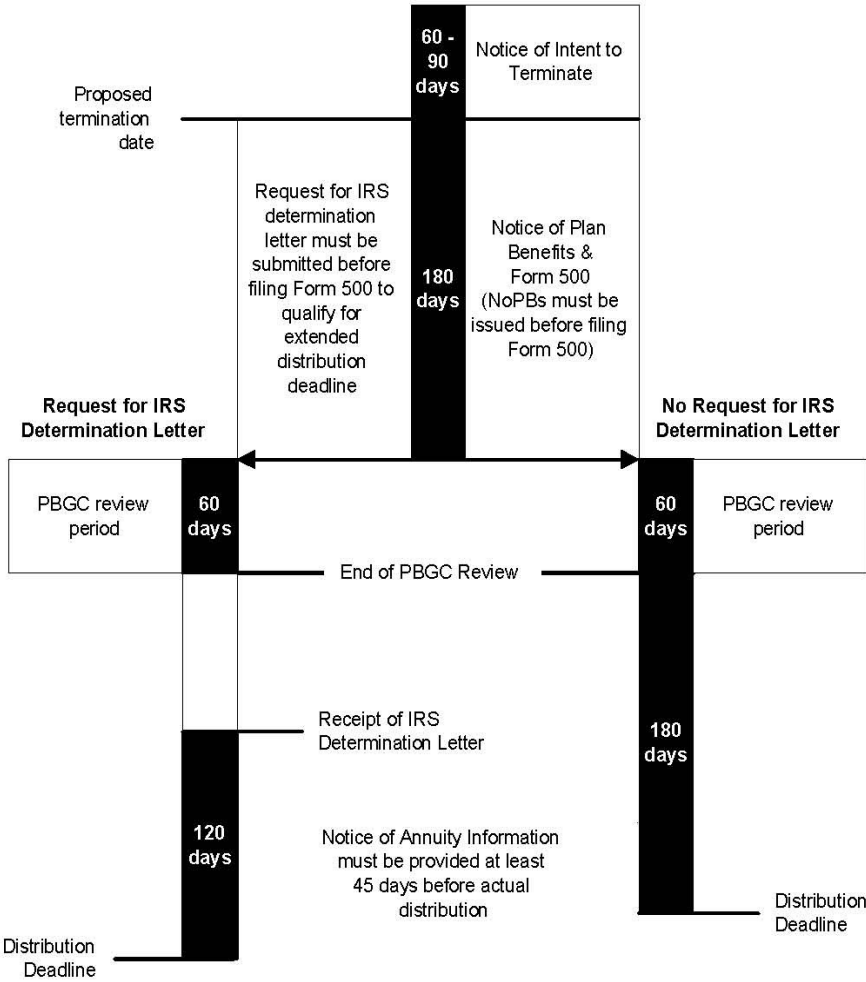 60 -
90
days
Notice of Intent to
Terminate
Proposed
termination
date
Request for IRS
determination
letter must be
submitted before
filing Form 500 to
qualify for
extended
distribution
deadline
180
days
Notice of Plan
Benefits &
Form 500
(NoPBs must be
issued before filing
Form 500)
Request for IRS
Determination Letter
No Request for IRS
Determination Letter
PBGC review
period
60
days
60
days
PBGC review
period
End of PBGC Review
Receipt of IRS
Determination Letter
180
days
120
days
Notice of Annuity Information
must be provided at least
45 days before actual
distribution
Distribution
Deadline
Distribution
Deadline